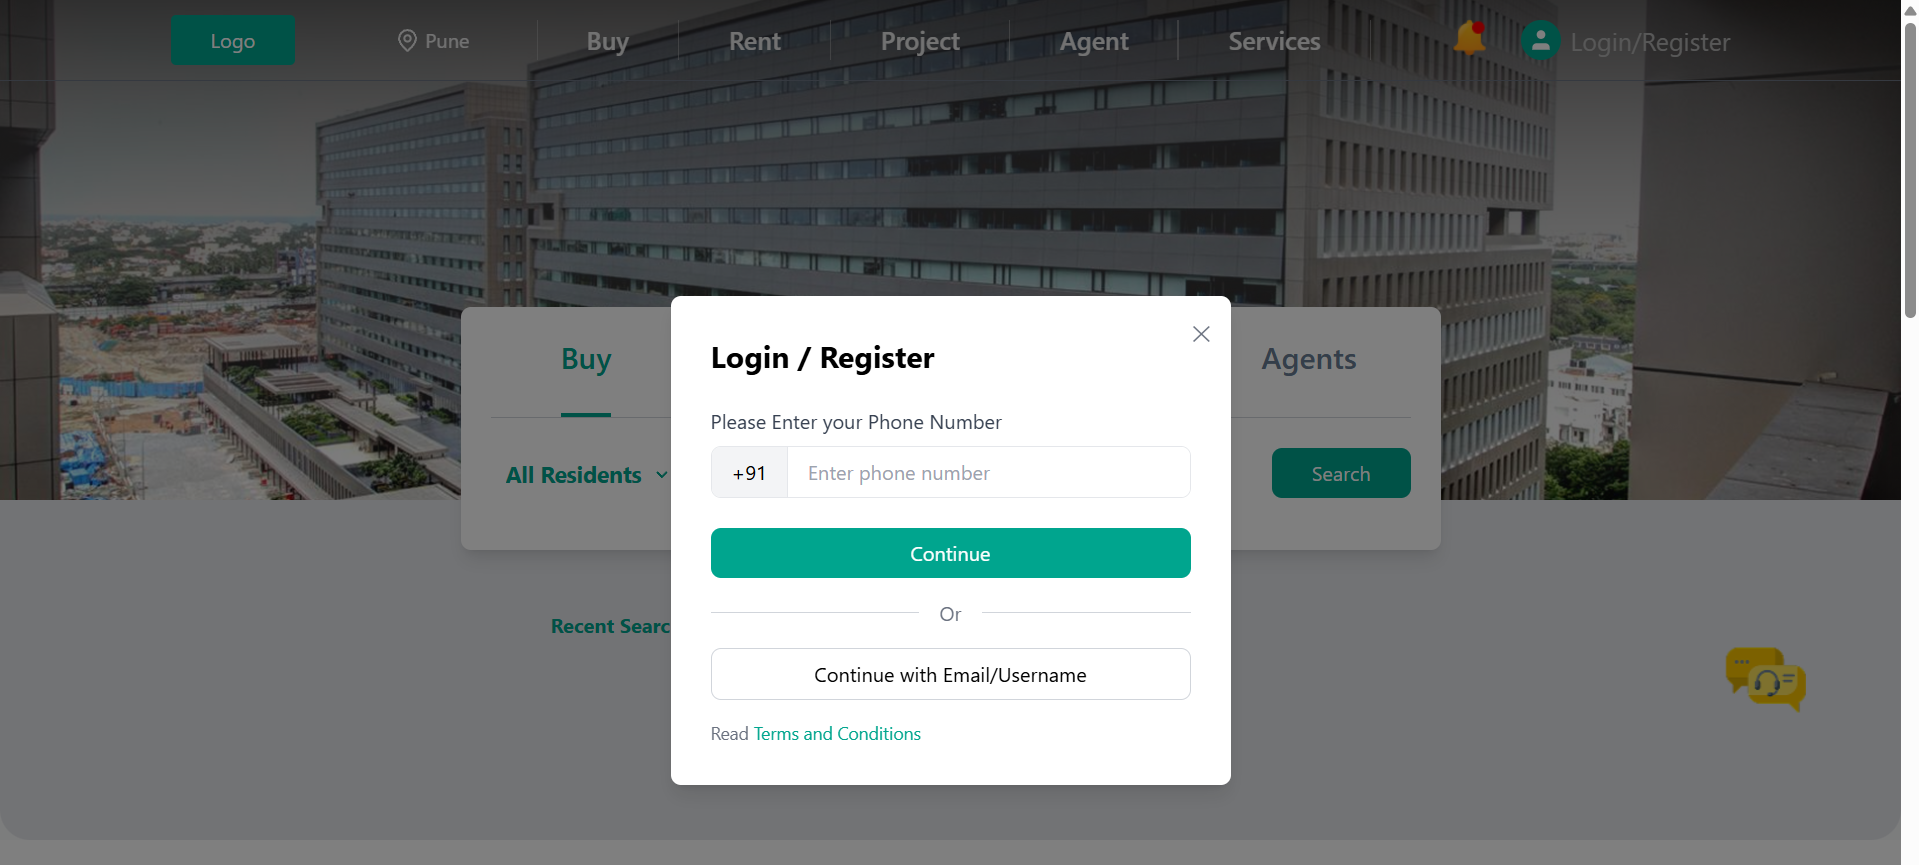 Logo
Pune
Buy
Rent
Project
Agent
Services
Login/Register
Buy
Agents
All Residents
Search
Recent
Login / Register
Please Enter your Phone Number
+91
Enter phone number
Continue
Or
Continue with Email/Username
Read Terms and Conditions